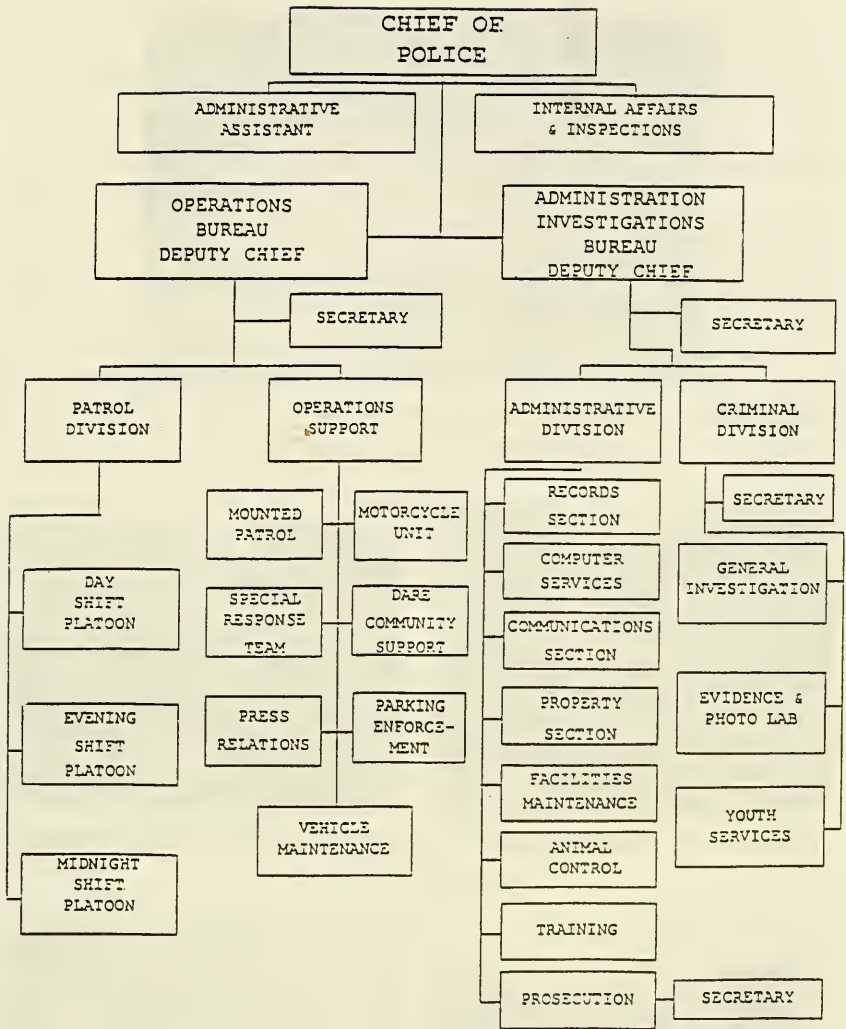 CHIEF OF
POLICE
ADMINISTRATIVE
ASSISTANT
INTERNAL AFFAIRS
& INSPECTIONS
OPERATIONS
BUREAU
DEPUTY CHIEF
ADMINISTRATION
INVESTIGATIONS
BUREAU
DEPUTY CHIEF
SECRETARY
SECRETARY
PATROL
DIVISION
OPERATIONS
SUPPORT
ADMINISTRATIVE
DIVISION
CRIMINAL
DIVISION
MOUNTED
PATROL
MOTORCYCLE
UNIT
RECORDS
SECTION
SECRETARY
DAY
SHIFT
PLATOON
SPECIAL
RESPONSE
TEAM
DARE
COMMUNITY
SUPPORT
COMPUTER
SERVICES
GENERAL
INVESTIGATION
COMMUNICATIONS
SECTION
EVENING
SHIFT
PLATOON
PRESS
RELATIONS
PARKING
ENFORCE-
MENT
PROPERTY
SECTION
EVIDENCE &
PHOTO LAB
VEHICLE
MAINTENANCE
FACILITIES
MAINTENANCE
YOUTH
SERVICES
MIDNIGHT
SHIFT
PLATOON
ANIMAL
CONTROL
TRAINING
PROSECUTION
SECRETARY